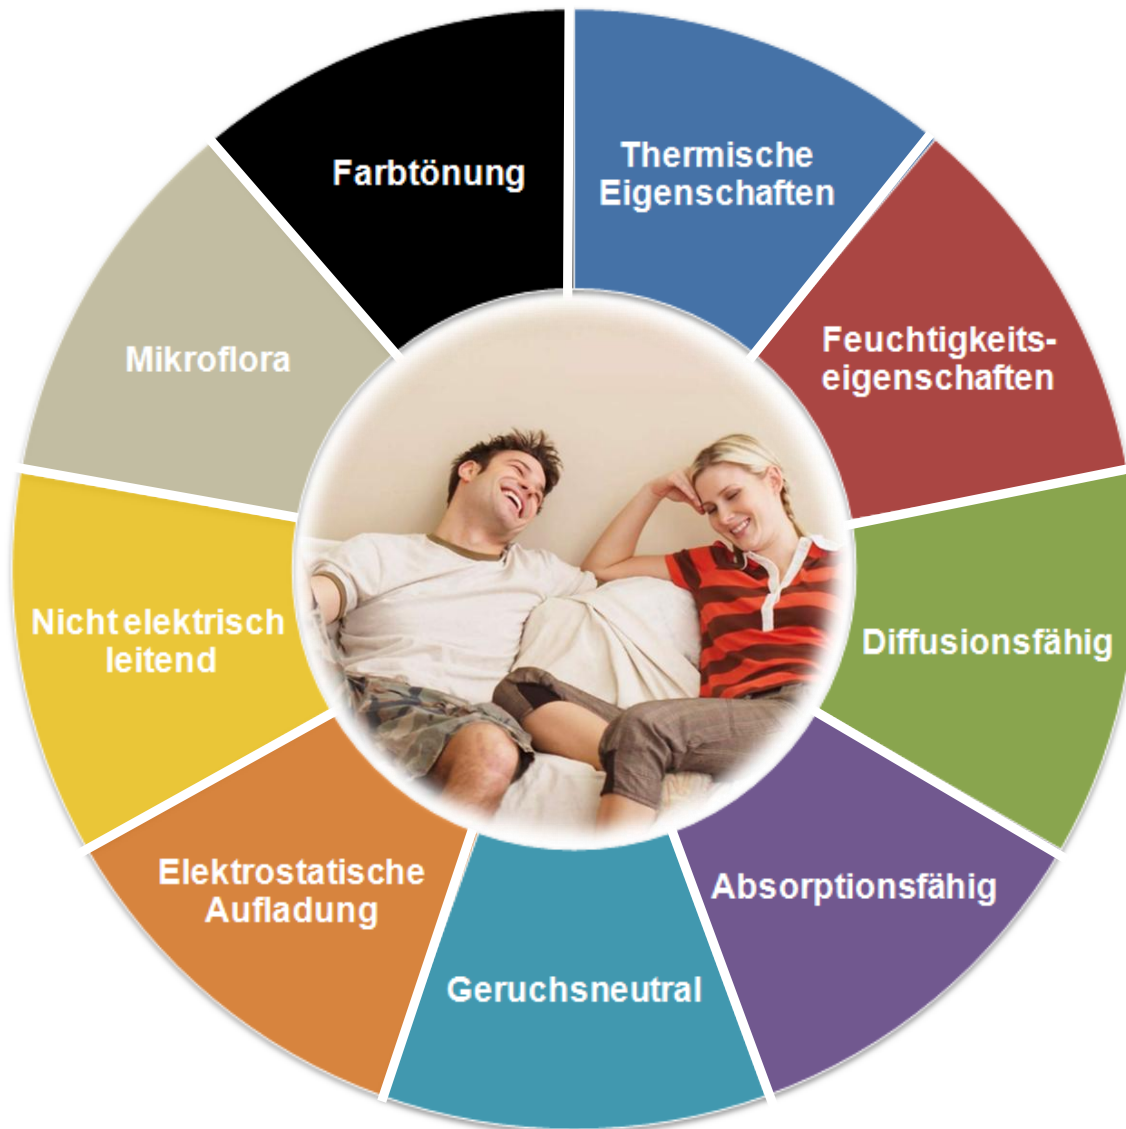 Farbtönung
Thermische
Eigenschaften
Feuchtigkeits-
eigenschaften
Diffusionsfähig
Absorptionsfähig
Geruchsneutral
Elektrostatische
Aufladung
Nicht elektrisch
leitend
Mikroflora